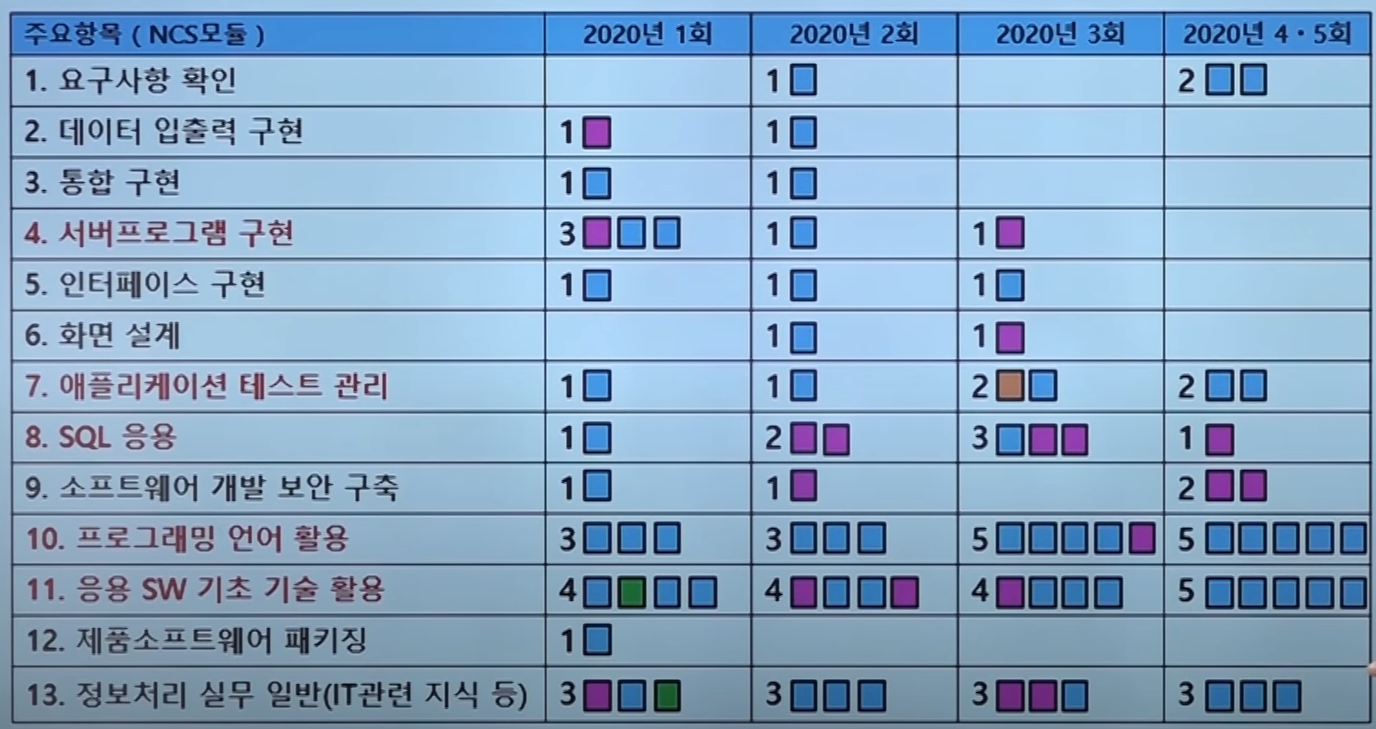 주요항목 ( NCS모듈 ) 2020년 1회 2020년 2회 2020년 3회 2020년 4・5회
1. 요구사항 확인 1 2
2. 데이터 입출력 구현 1 1
3. 통합 구현 1 1
4. 서버프로그램 구현 3 1 1
5. 인터페이스 구현 1 1 1
6. 화면 설계 1 1
7. 애플리케이션 테스트 관리 1 1 2 2
8. SQL 응용 1 2 3 1
9. 소프트웨어 개발 보안 구축 1 1 2
10. 프로그래밍 언어 활용 3 3 5 5
11. 응용 SW 기초 기술 활용 4 4 4 5
12. 제품소프트웨어 패키징 1
13. 정보처리 실무 일반(IT관련 지식 등) 3 3 3 3